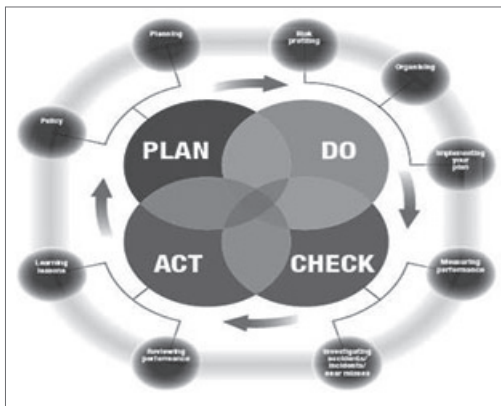 Planning
Risk
profiling
Organising
Policy
Implementing
your
plan
PLAN
DO
ACT
CHECK
Learning
lessons
Measuring
performance
Reviewing
performance
Investigating
accidents/
incidents/
near misses